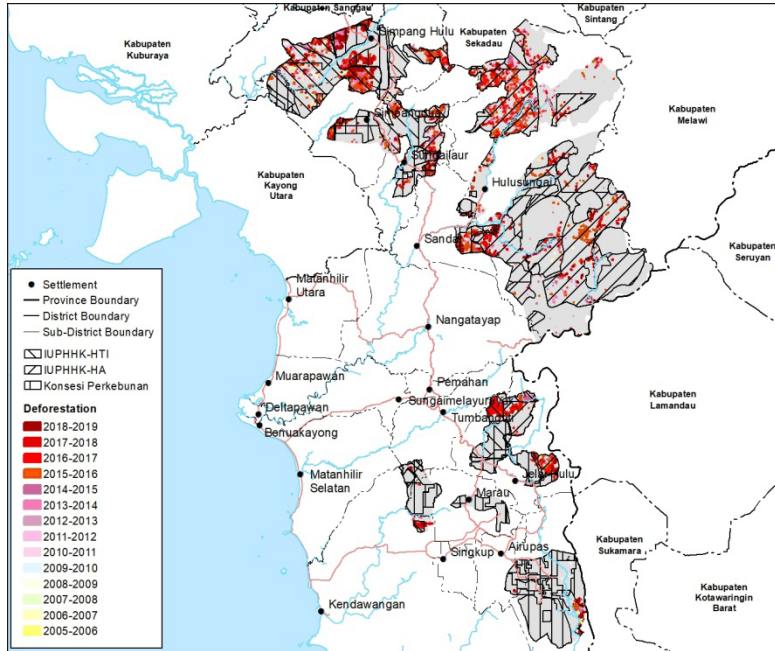 Kabupaten Sanggau
Kabupaten
Sintang
Kabupaten
Kuburaya
Simpang Hulu
Kabupaten
Sekadau
Kabupaten
Melawi
Sungailaur
Kabupaten
Kayong
Utara
Hulusungai
Sandai
Kabupaten
Seruyan
Settlement
Province Boundary
District Boundary
Sub-District Boundary
IUPHHK-HTI
IUPHHK-HA
Konsesi Perkebunan
Deforestation
2018-2019
2017-2018
2016-2017
2015-2016
2014-2015
2013-2014
2012-2013
2011-2012
2010-2011
2009-2010
2008-2009
2007-2008
2006-2007
2005-2006
Matanhilir
Utara
Nangatayap
Muarapawan
Pemahan
Deltapawan
Benuakayong
Kabupaten
Lamandau
Matanhilir
Selatan
Marau
Singkup
Airupas
Kabupaten
Sukamara
Kendawangan
Kabupaten
Kotawaringin
Barat